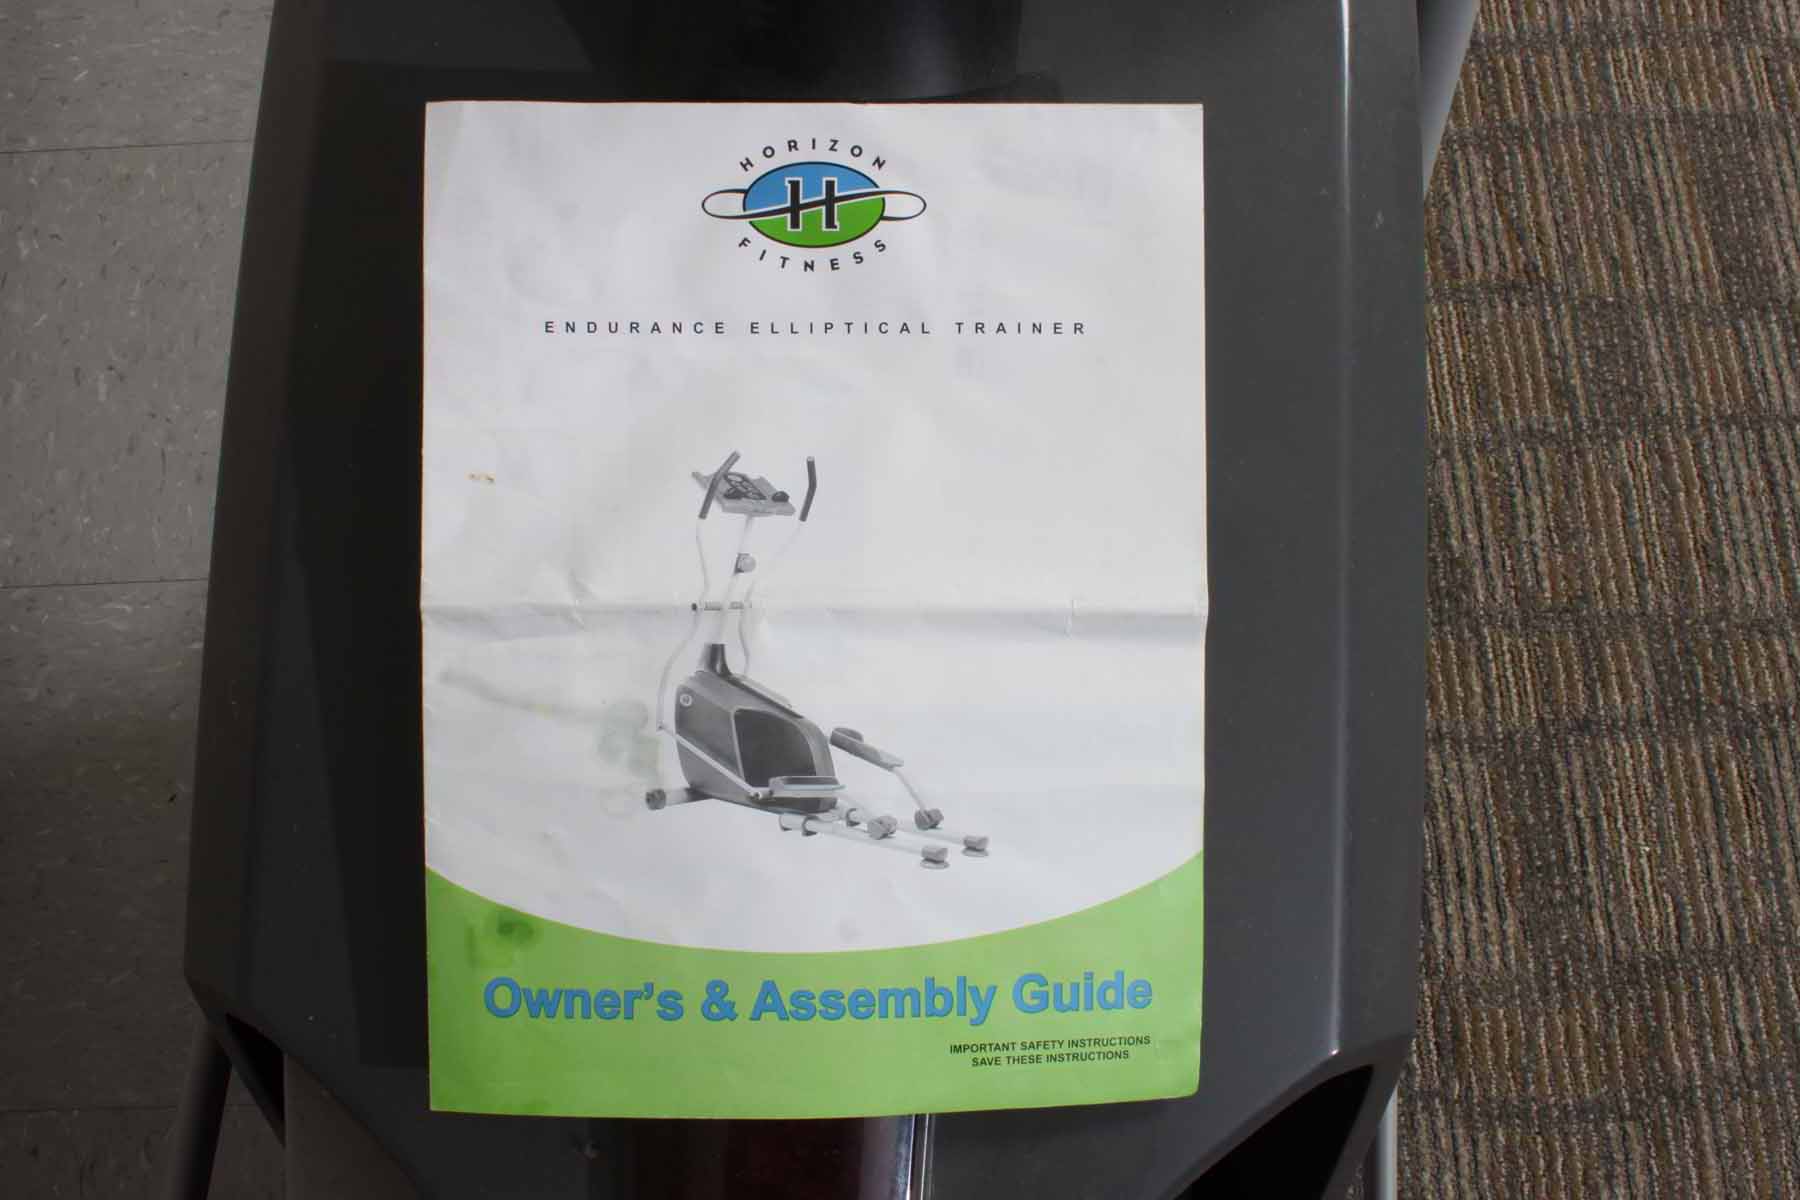 HORIZON
H
FITNESS
ENDURANCE ELLIPTICAL TRAINER
Owner's & Assembly Guide
IMPORTANT SAFETY INSTRUCTIONS
SAVE THESE INSTRUCTIONS